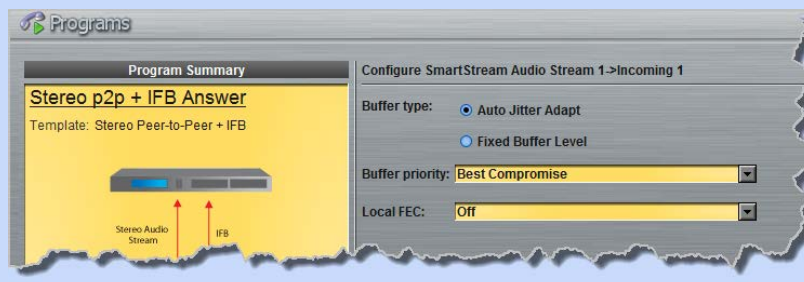 Programs
Program Summary
Stereo p2p + IFB Answer
Template: Stereo Peer-to-Peer + IFB
Stereo Audio
Stream
IFB
Configure SmartStream Audio Stream 1->Incoming 1
Buffer type:
Auto Jitter Adapt
Fixed Buffer Level
Buffer priority: Best Compromise
Local FEC: Off